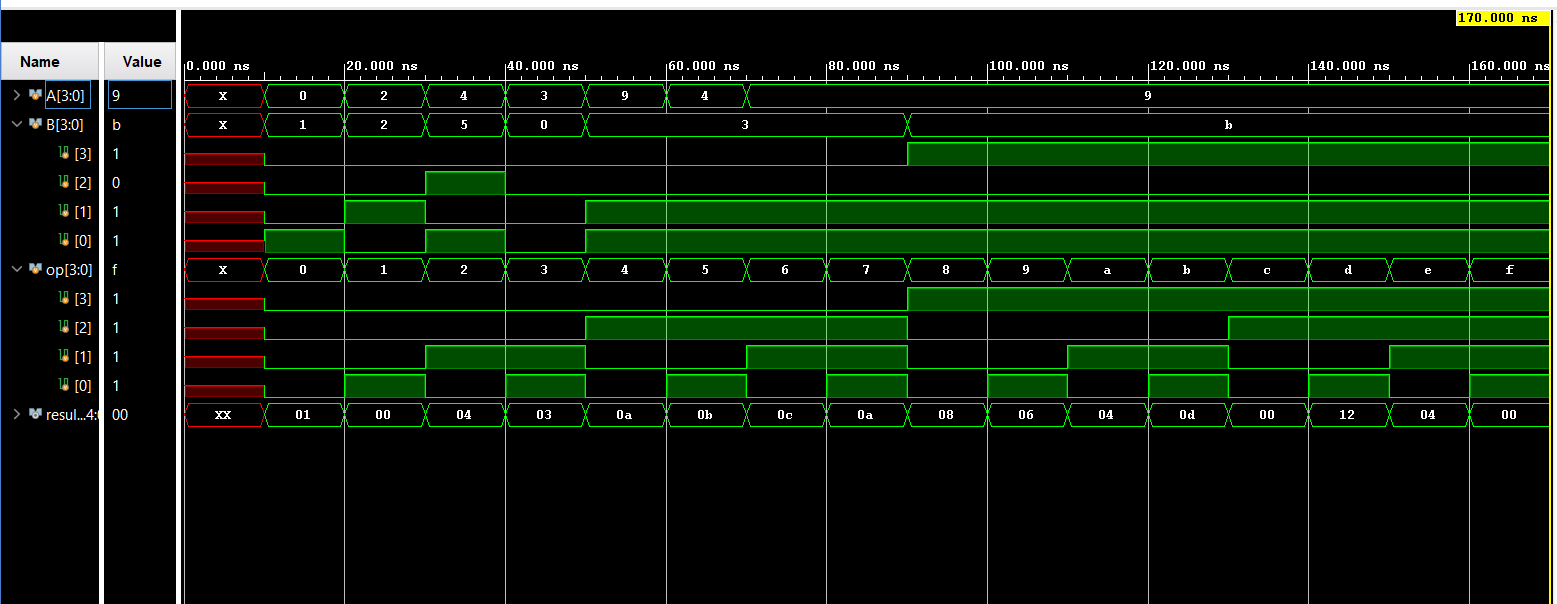 170.000 ns
Name Value 0.000 ns 20.000 ns 40.000 ns 60.000 ns 80.000 ns 100.000 ns 120.000 ns 140.000 ns 160.000 ns
A[3:0] 9 X 0 2 4 3 9 4 9
B[3:0] b X 1 2 5 0 3 b
[3] 1
[2] 0
[1] 1
[0] 1
op[3:0] f X 0 1 2 3 4 5 6 7 8 9 a b c d e f
[3] 1
[2] 1
[1] 1
[0] 1
resul...4:0 00 XX 01 00 04 03 0a 0b 0c 0a 08 06 04 0d 00 12 04 00